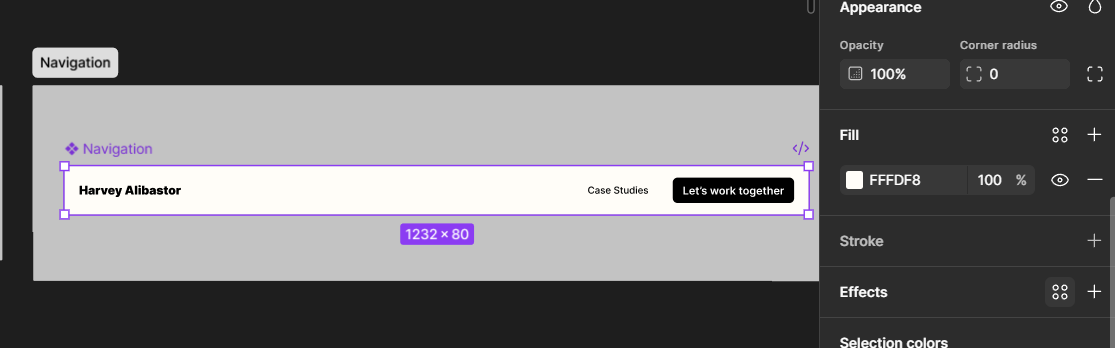 Navigation
Navigation
Harvey Alibastor
Case Studies
Let's work together
1232 × 80
Appearance
Opacity
Corner radius
100%
0
Fill
FFFDF8
100 %
Stroke
Effects
Selection colors